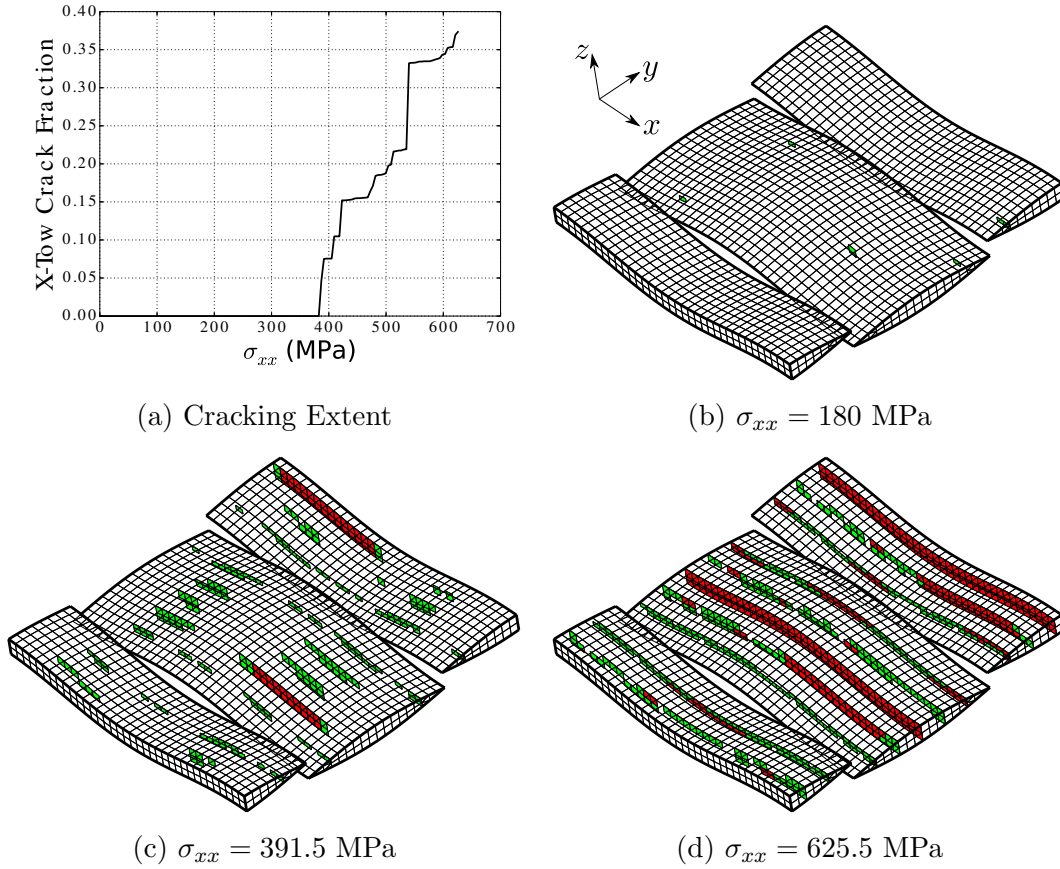 0.40
0.35
0.30
0.25
0.20
0.15
0.10
0.05
0.00
X-Tow Crack Fraction
0 100 200 300 400 500 600 700
σxx (MPa)
z
y
x
(a) Cracking Extent
(b) σxx = 180 MPa
(c) σxx = 391.5 MPa
(d) σxx = 625.5 MPa